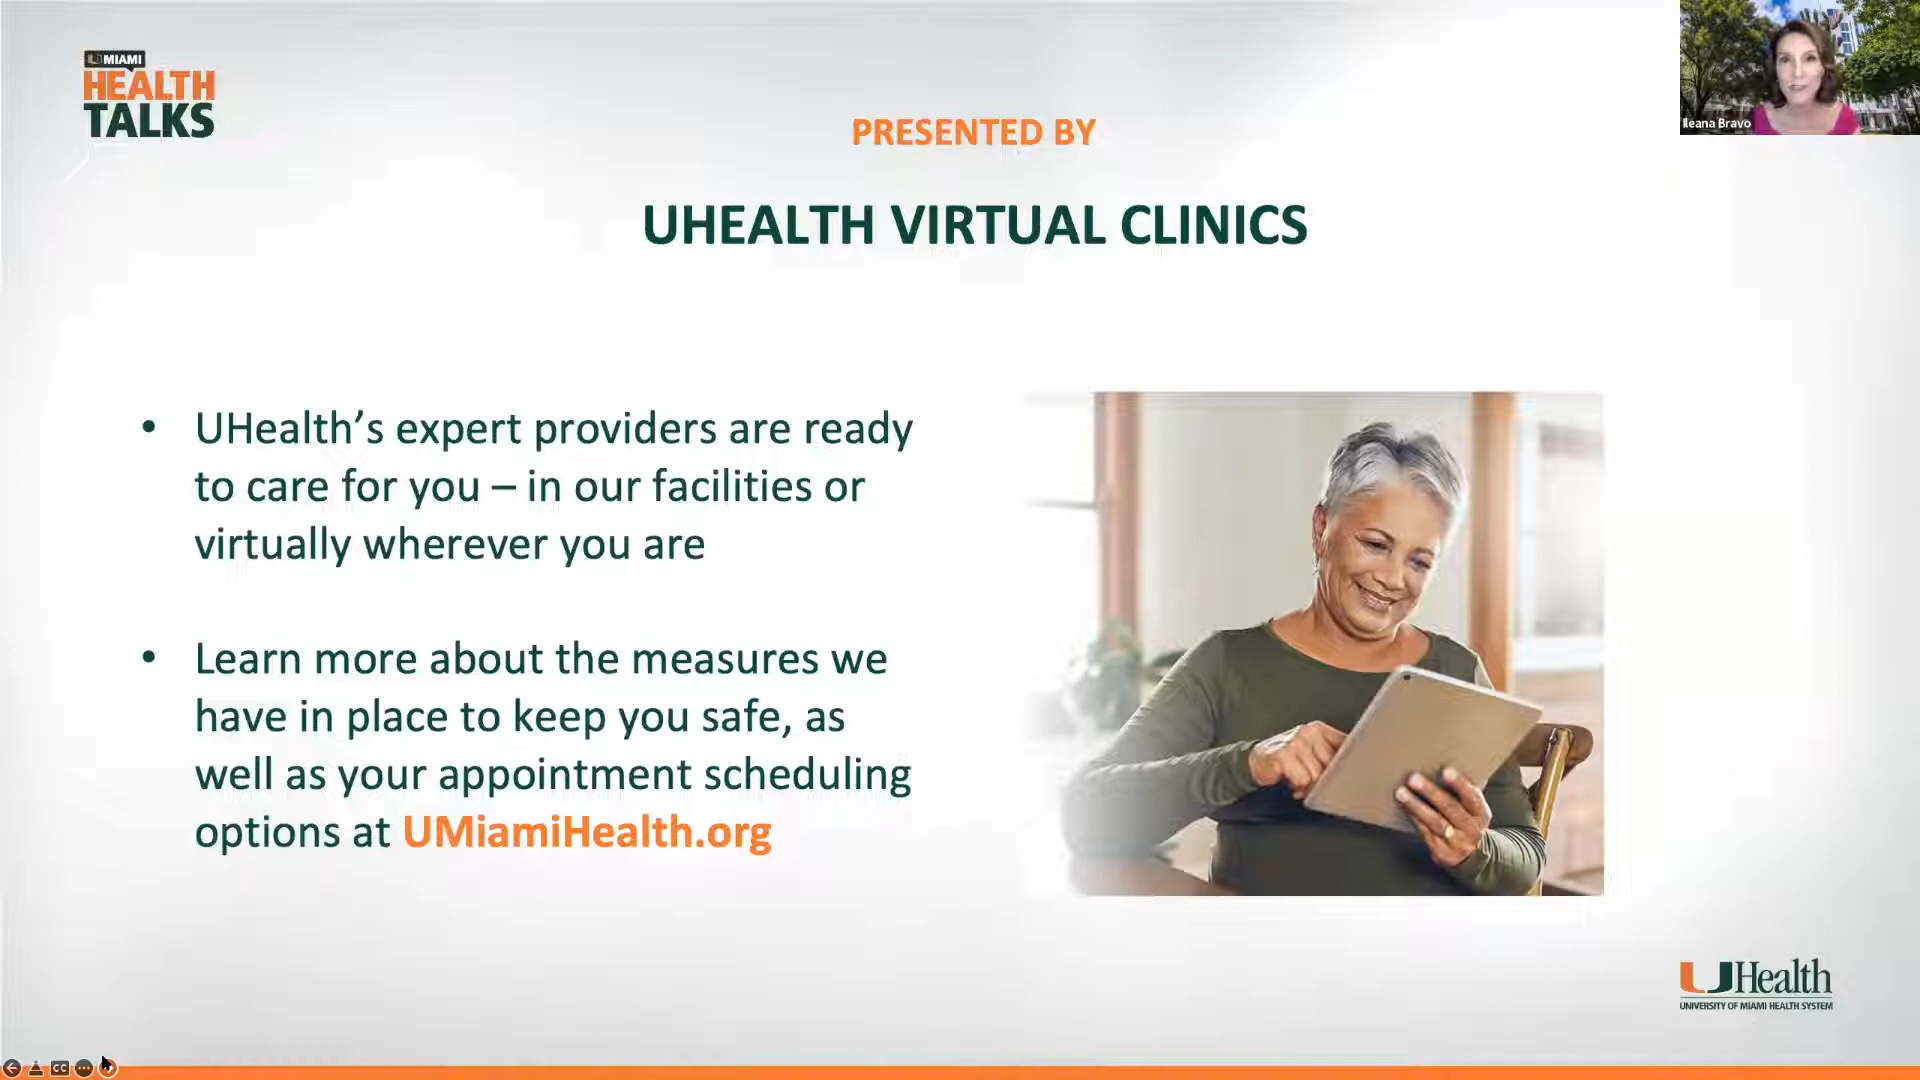 UMIAMI
HEALTH
TALKS
Ileana Bravo
PRESENTED BY
UHEALTH VIRTUAL CLINICS
• UHealth’s expert providers are ready
to care for you – in our facilities or
virtually wherever you are
• Learn more about the measures we
have in place to keep you safe, as
well as your appointment scheduling
options at UMiamiHealth.org
UHealth
UNIVERSITY OF MIAMI HEALTH SYSTEM
CC